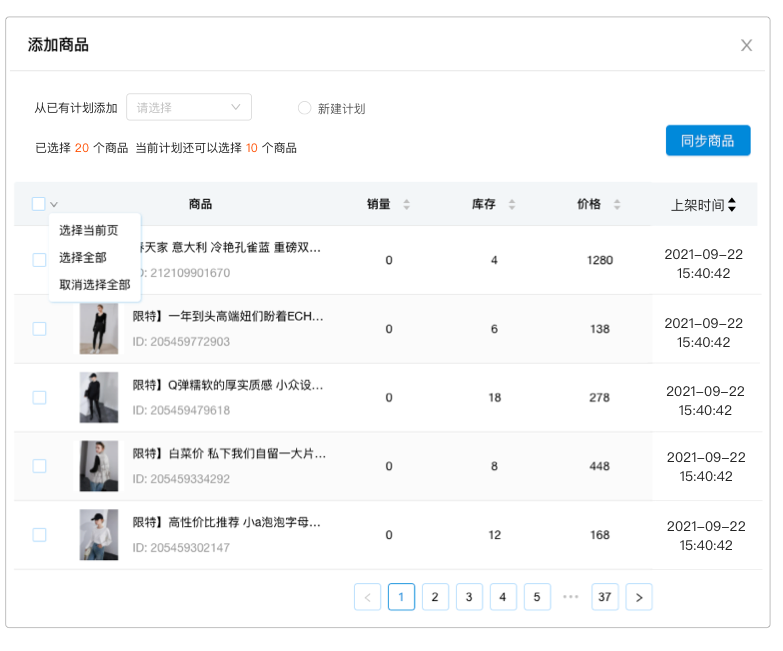 添加商品
从已有计划添加 请选择 新建计划
已选择 20 个商品 当前计划还可以选择 10 个商品
同步商品
商品 销量 库存 价格 上架时间
选择当前页
选择全部
取消选择全部
天家 意大利 冷艳孔雀蓝 重磅双...
: 212109901670
0 4 1280
2021-09-22
15:40:42
限特】一年到头高端妞们盼着ECH...
ID: 205459772903
0 6 138
2021-09-22
15:40:42
限特】Q弹糯软的厚实质感 小众设...
ID: 205459479618
0 18 278
2021-09-22
15:40:42
限特】白菜价 私下我们自留一大片...
ID: 205459334292
0 8 448
2021-09-22
15:40:42
限特】高性价比推荐 小a泡泡字母...
ID: 205459302147
0 12 168
2021-09-22
15:40:42
< 1 2 3 4 5 ••• 37 >